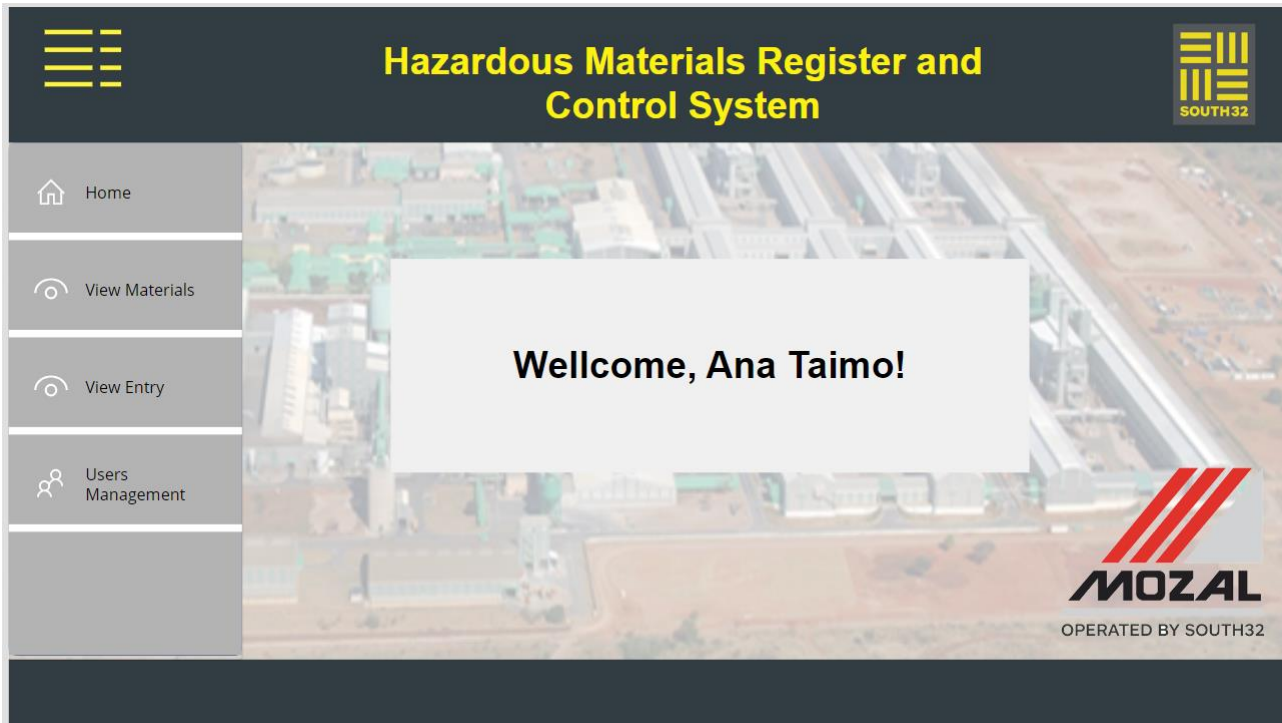 Hazardous Materials Register and
Control System
SOUTH32
Home
View Materials
View Entry
Users
Management
Wellcome, Ana Taimo!
MOZAL
OPERATED BY SOUTH32